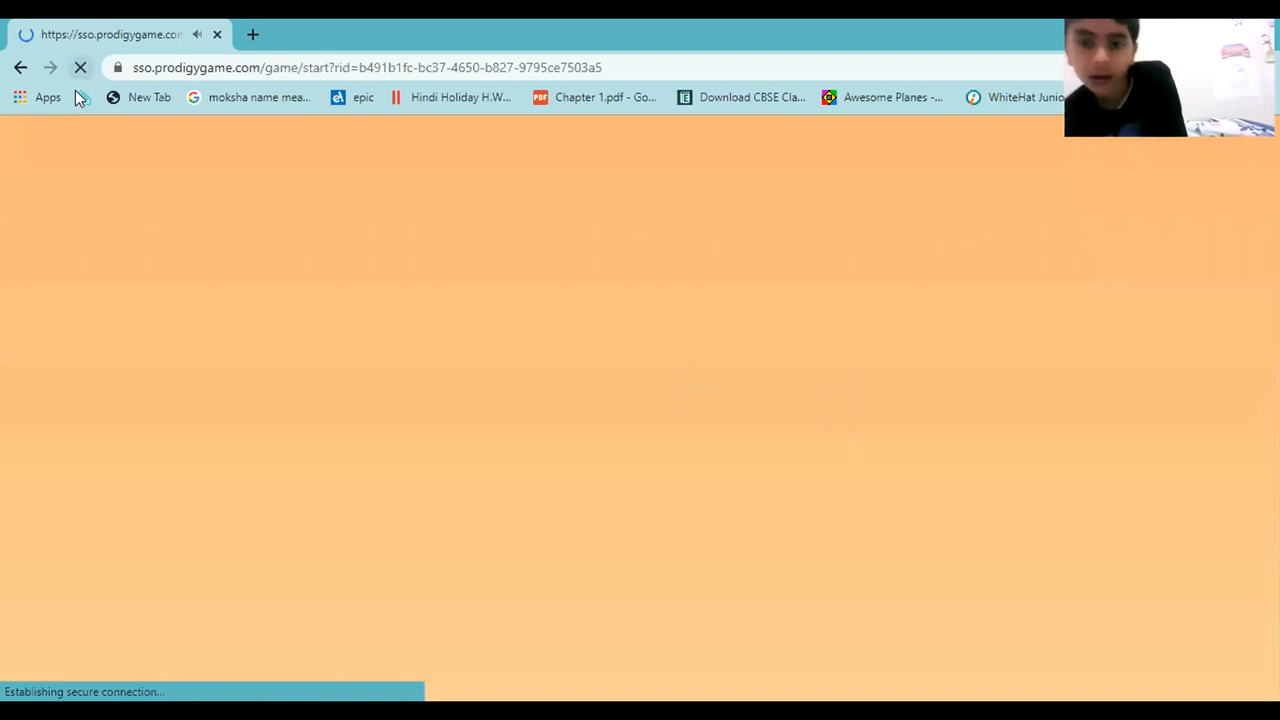 https://sso.prodigygame.con
sso.prodigygame.com/game/start?rid=b491b1fc-bc37-4650-b827-9795ce7503a5
Apps New Tab moksha name mea... epic Hindi Holiday H.W... Chapter 1.pdf - Go... Download CBSE Cla... Awesome Planes -... WhiteHat Junio
Establishing secure connection...